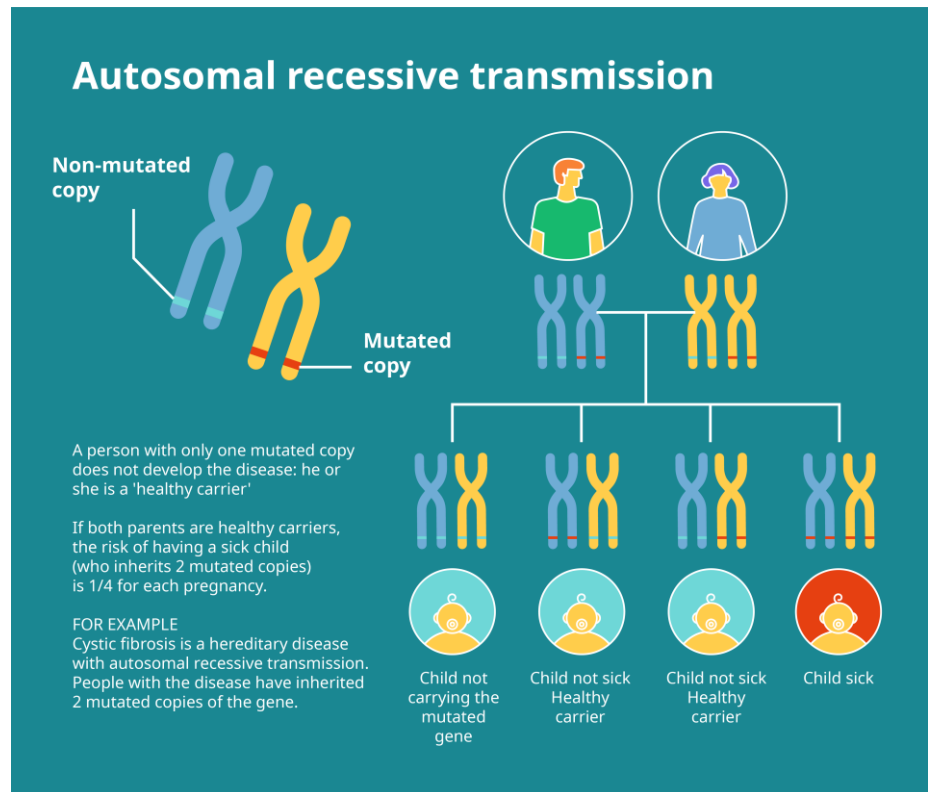 Autosomal recessive transmission
Non-mutated
copy
Mutated
copy
A person with only one mutated copy
does not develop the disease: he or
she is a 'healthy carrier'
If both parents are healthy carriers,
the risk of having a sick child
(who inherits 2 mutated copies)
is 1/4 for each pregnancy.
FOR EXAMPLE
Cystic fibrosis is a hereditary disease
with autosomal recessive transmission.
People with the disease have inherited
2 mutated copies of the gene.
Child not
carrying the
mutated
gene
Child not sick
Healthy
carrier
Child not sick
Healthy
carrier
Child sick